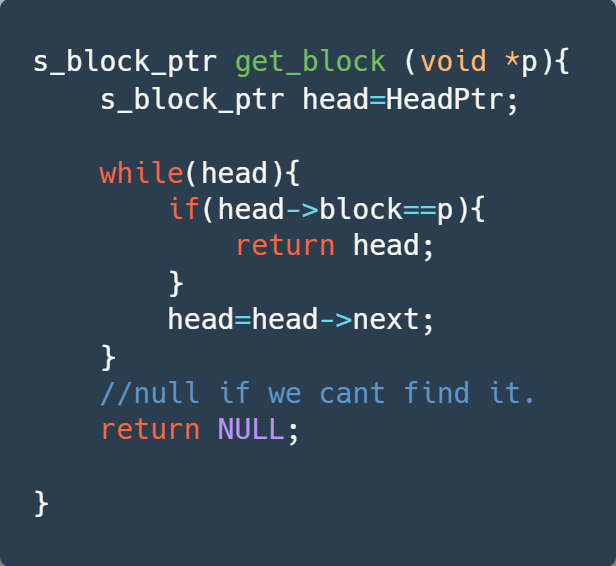 s_block_ptr get_block (void *p){
    s_block_ptr head=HeadPtr;

    while(head){
        if(head->block==p){
            return head;
        }
        head=head->next;
    }
    //null if we cant find it.
    return NULL;

}